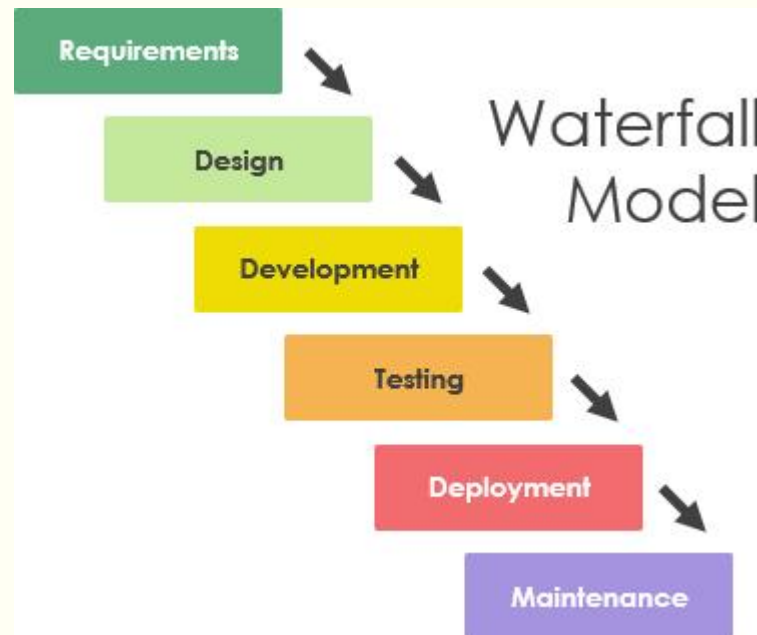 Requirements
Waterfall
Model
Design
Development
Testing
Deployment
Maintenance